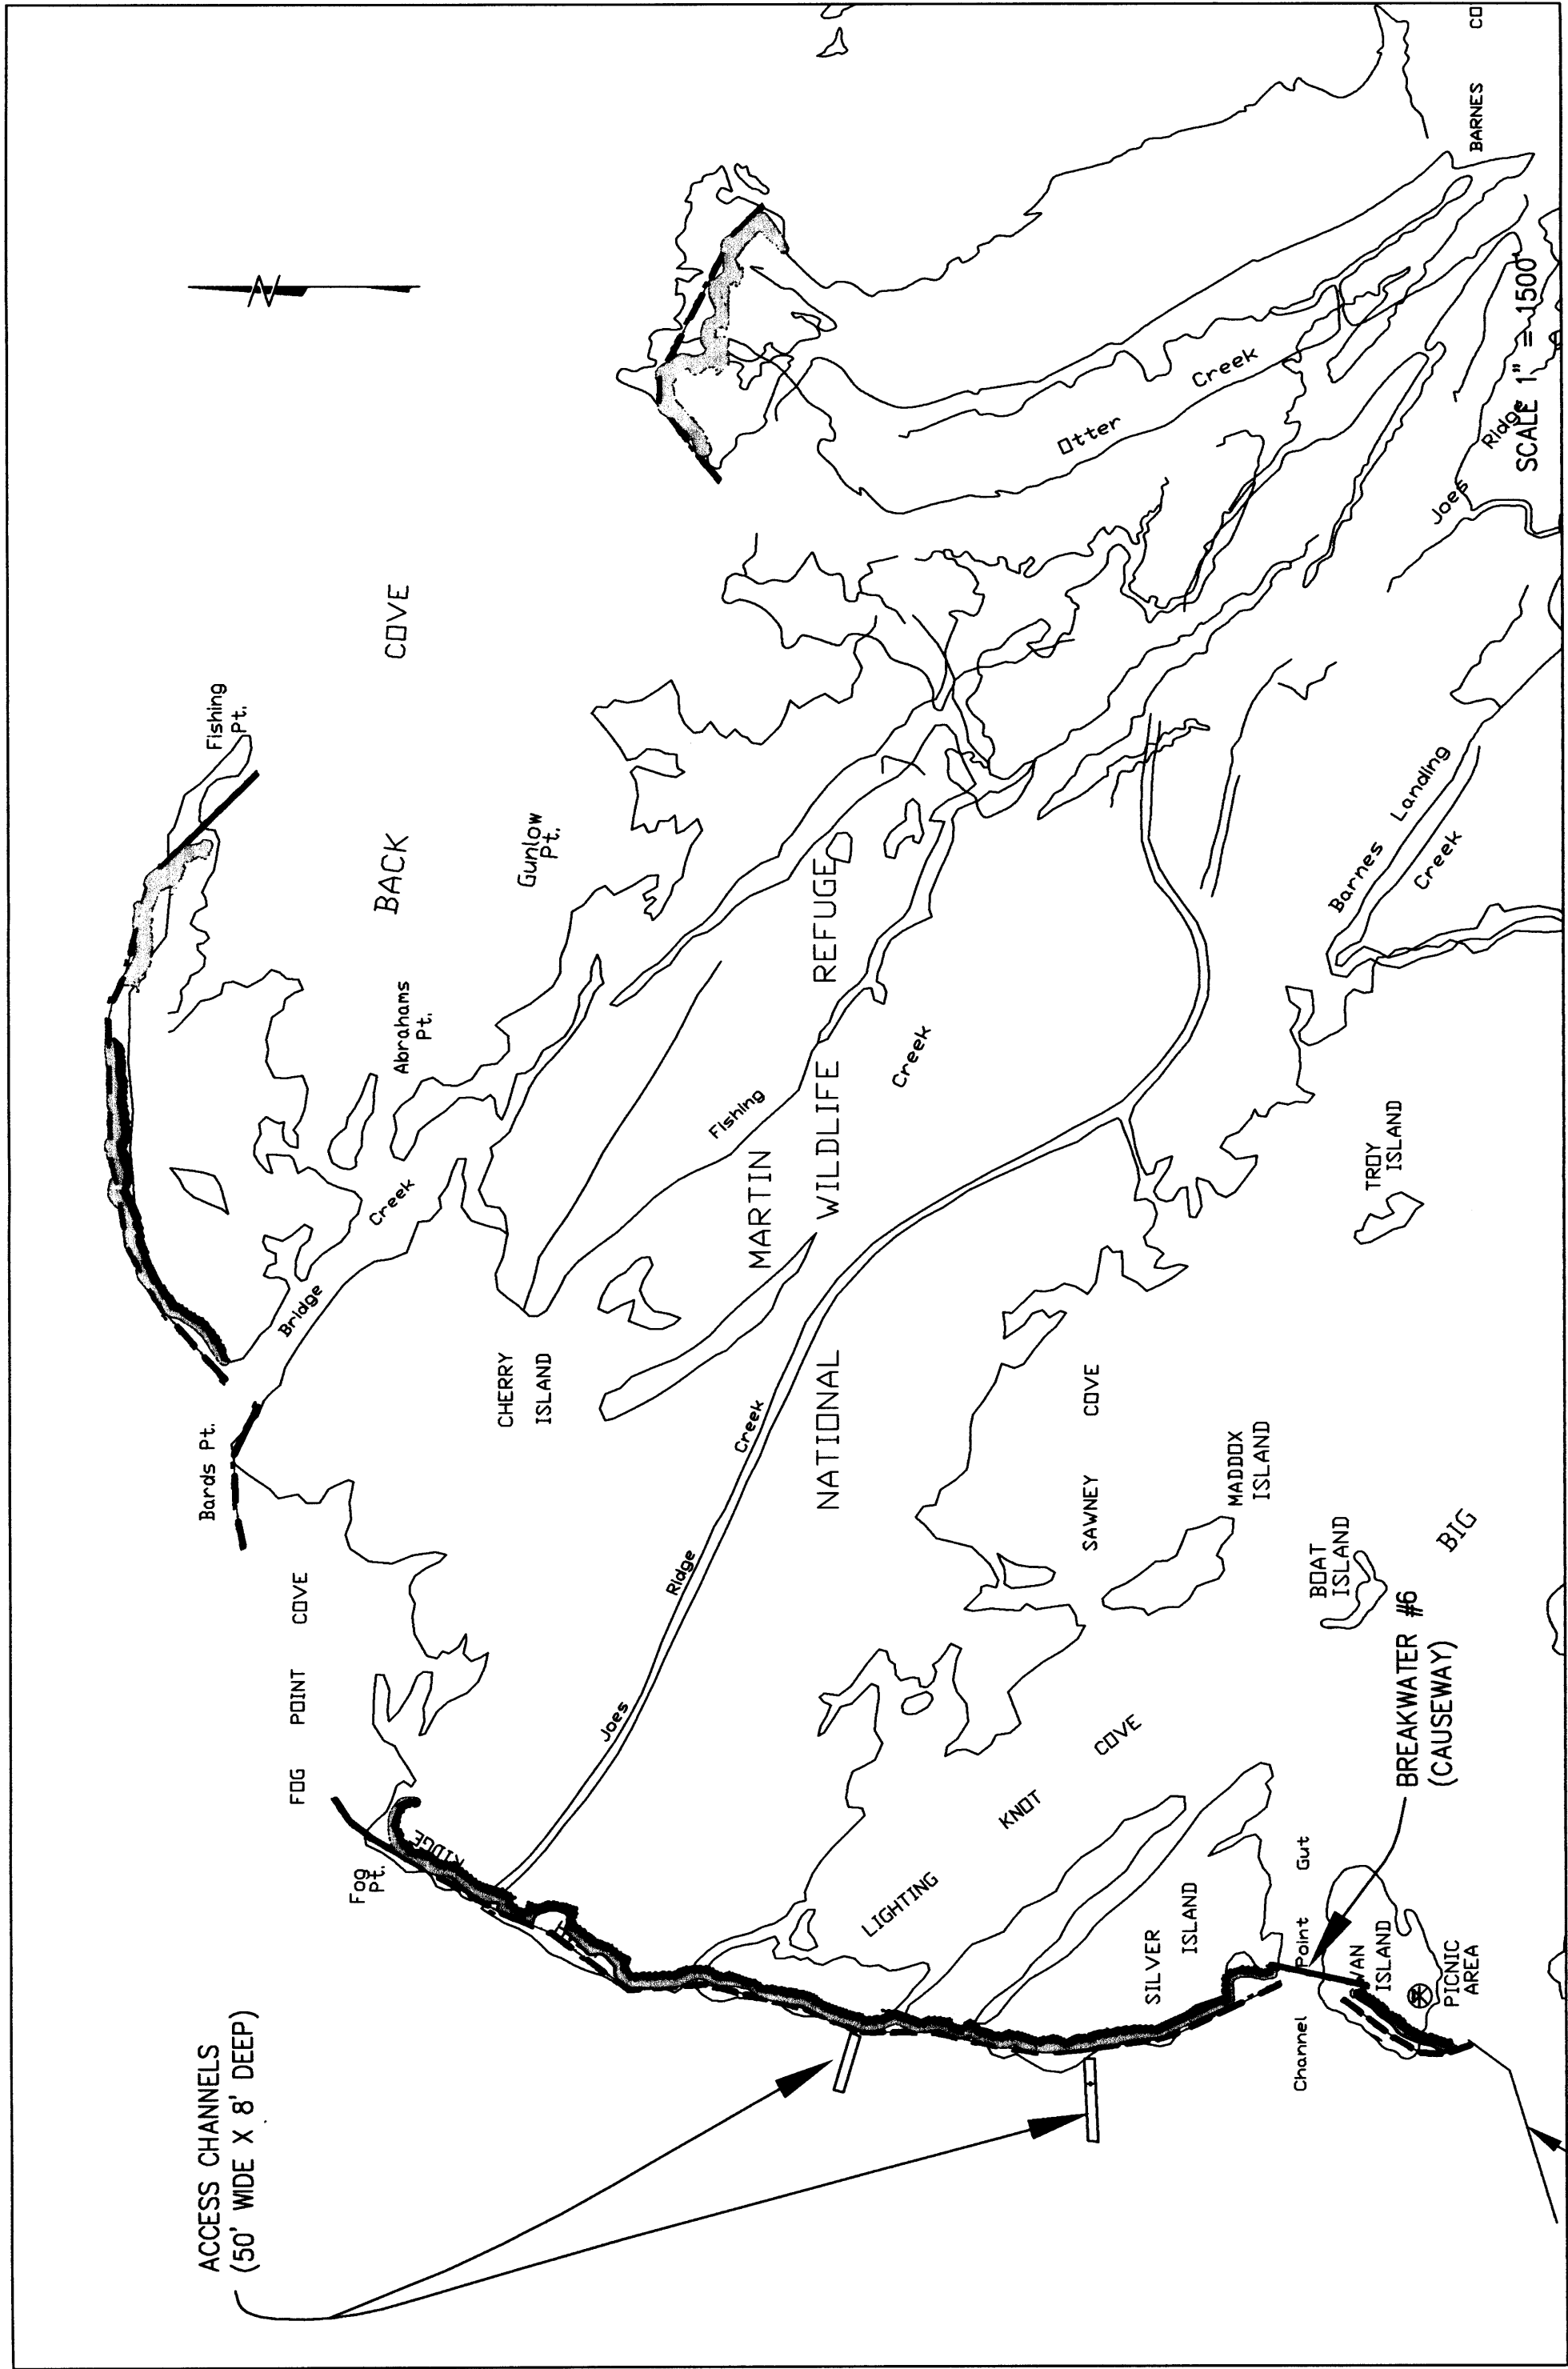 ACCESS CHANNELS
(50' WIDE X 8' DEEP)
FOG POINT COVE
Fog
Pt.
RIDGE
Bards Pt.
Bridge Creek
Abrahams
Pt.
Fishing
Pt.
BACK COVE
Gunlow
Pt.
CHERRY
ISLAND
Joes Ridge Creek
Fishing Creek
MARTIN
NATIONAL WILDLIFE REFUGE
Otter Creek
LIGHTING KNOT COVE
SAWNEY COVE
MADDOX
ISLAND
SILVER
ISLAND
TROY
ISLAND
BOAT
ISLAND
Barnes Landing
Creek
Channel Point Gut
ISLAND
PICNIC
AREA
BREAKWATER #6
(CAUSEWAY)
BIG
Joes Ridge
SCALE 1" = 1500'
BARNES CO
N